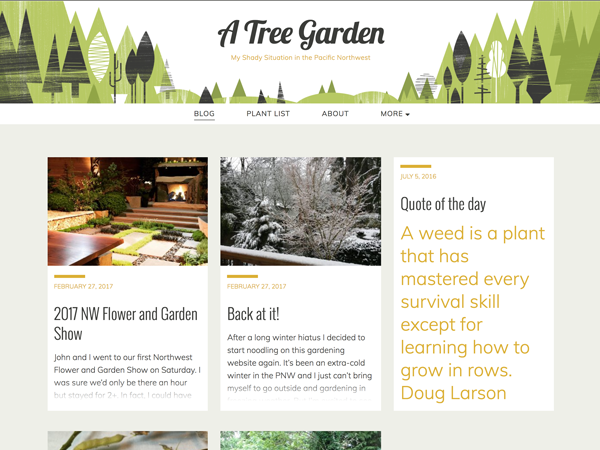 A Tree Garden
My Shady Situation in the Pacific Northwest
BLOG
PLANT LIST
ABOUT
MORE
FEBRUARY 27, 2017
2017 NW Flower and Garden
Show
John and I went to our first Northwest
Flower and Garden Show on Saturday. I
was sure we'd only be there an hour
but stayed for 2+. In fact, I could have
FEBRUARY 27, 2017
Back at it!
After a long winter hiatus I decided to
start noodling on this gardening
website again. It's been an extra-cold
winter in the PNW and I just can't bring
myself to go outside and gardening in
JULY 5, 2016
Quote of the day
A weed is a plant
that has
mastered every
survival skill
except for
learning how to
grow in rows.
Doug Larson